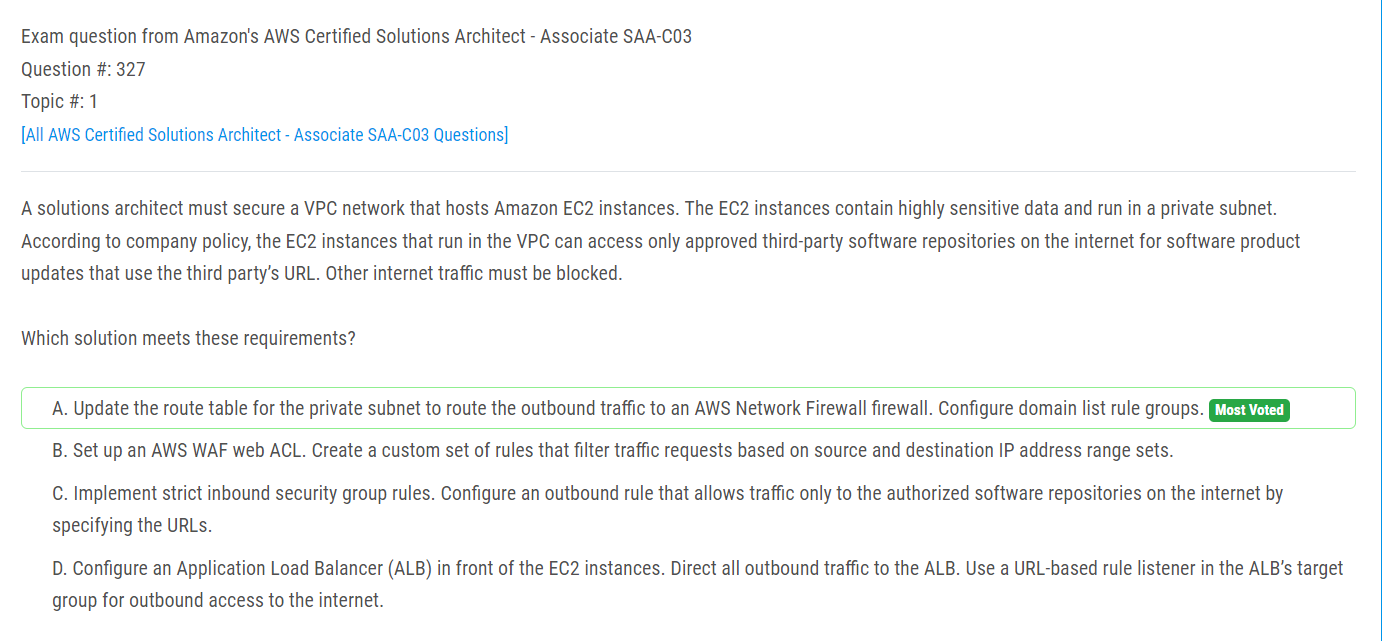 Exam question from Amazon's AWS Certified Solutions Architect - Associate SAA-C03
Question #: 327
Topic #: 1
[All AWS Certified Solutions Architect - Associate SAA-C03 Questions]
A solutions architect must secure a VPC network that hosts Amazon EC2 instances. The EC2 instances contain highly sensitive data and run in a private subnet.
According to company policy, the EC2 instances that run in the VPC can access only approved third-party software repositories on the internet for software product
updates that use the third party’s URL. Other internet traffic must be blocked.
Which solution meets these requirements?
A. Update the route table for the private subnet to route the outbound traffic to an AWS Network Firewall firewall. Configure domain list rule groups. Most Voted
B. Set up an AWS WAF web ACL. Create a custom set of rules that filter traffic requests based on source and destination IP address range sets.
C. Implement strict inbound security group rules. Configure an outbound rule that allows traffic only to the authorized software repositories on the internet by
specifying the URLs.
D. Configure an Application Load Balancer (ALB) in front of the EC2 instances. Direct all outbound traffic to the ALB. Use a URL-based rule listener in the ALB’s target
group for outbound access to the internet.